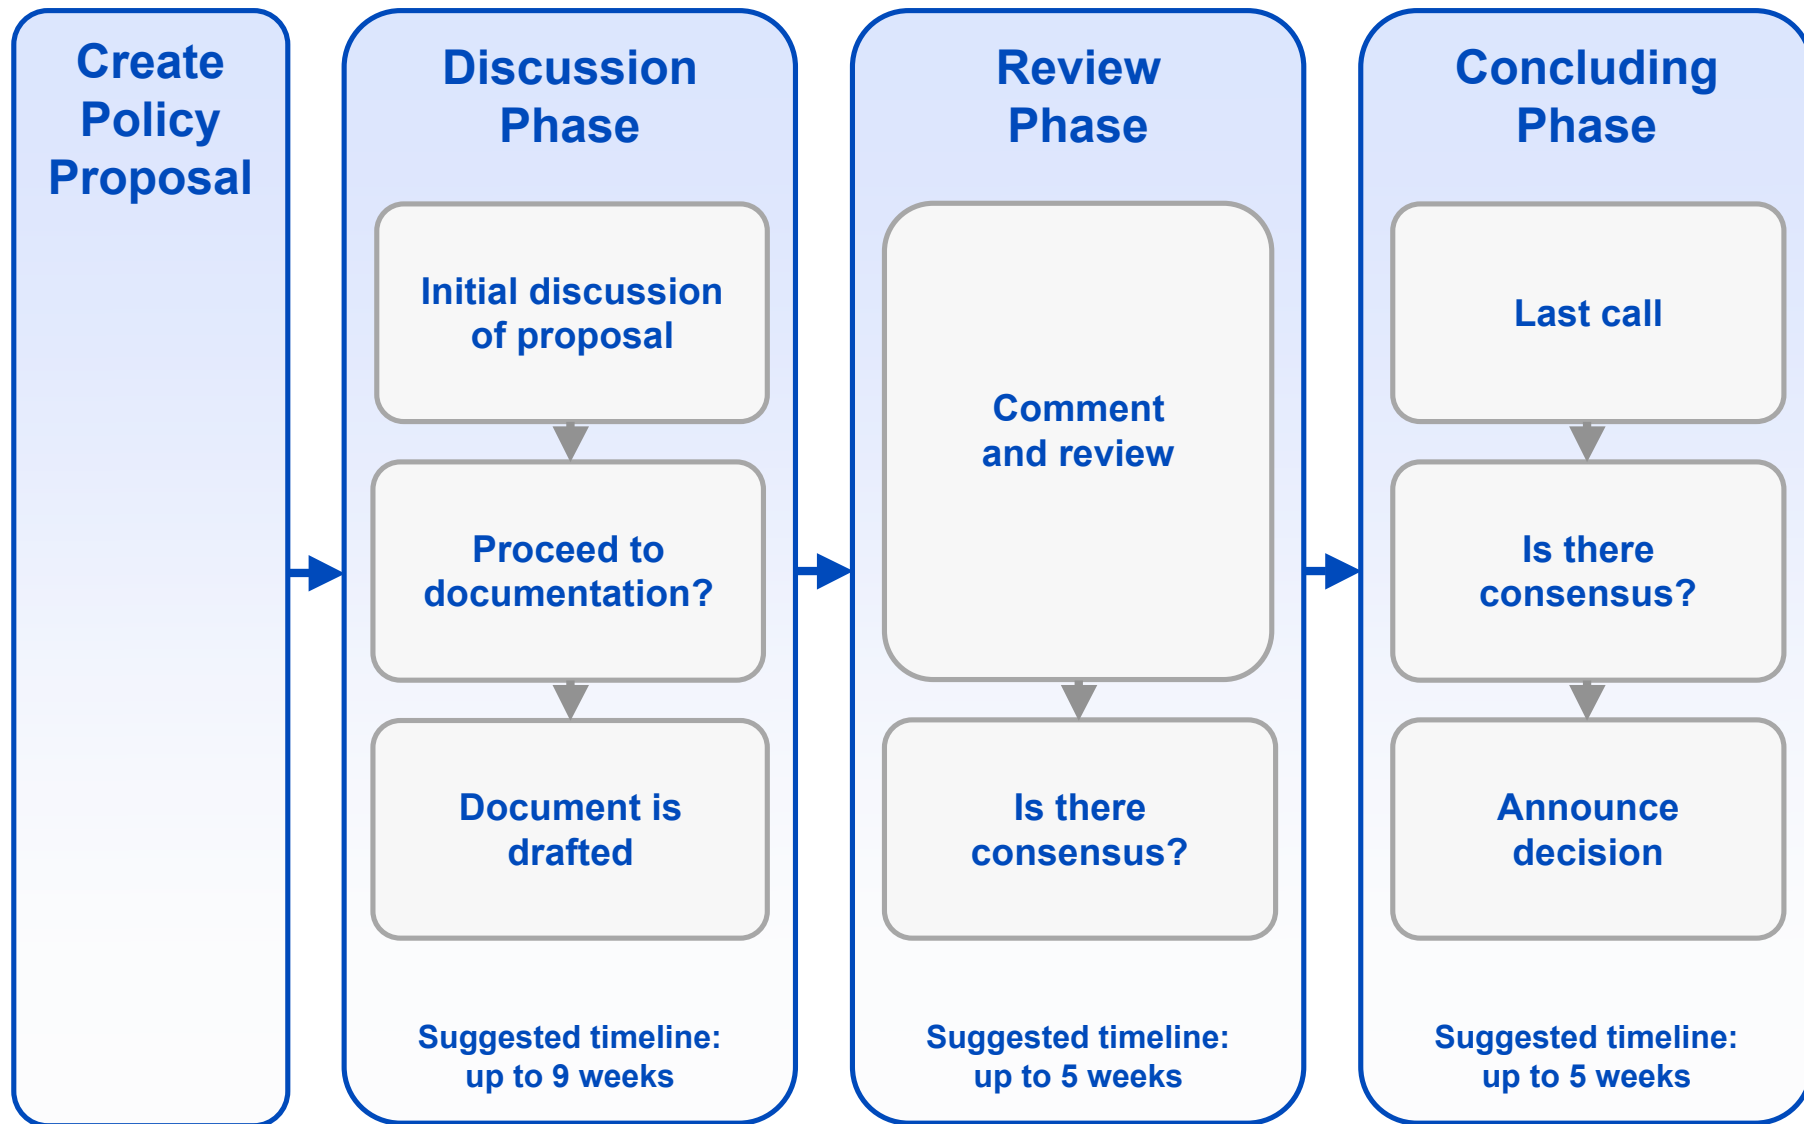 Create
Policy
Proposal
Discussion
Phase
Initial discussion
of proposal
Proceed to
documentation?
Document is
drafted
Suggested timeline:
up to 9 weeks
Review
Phase
Comment
and review
Is there
consensus?
Suggested timeline:
up to 5 weeks
Concluding
Phase
Last call
Is there
consensus?
Announce
decision
Suggested timeline:
up to 5 weeks